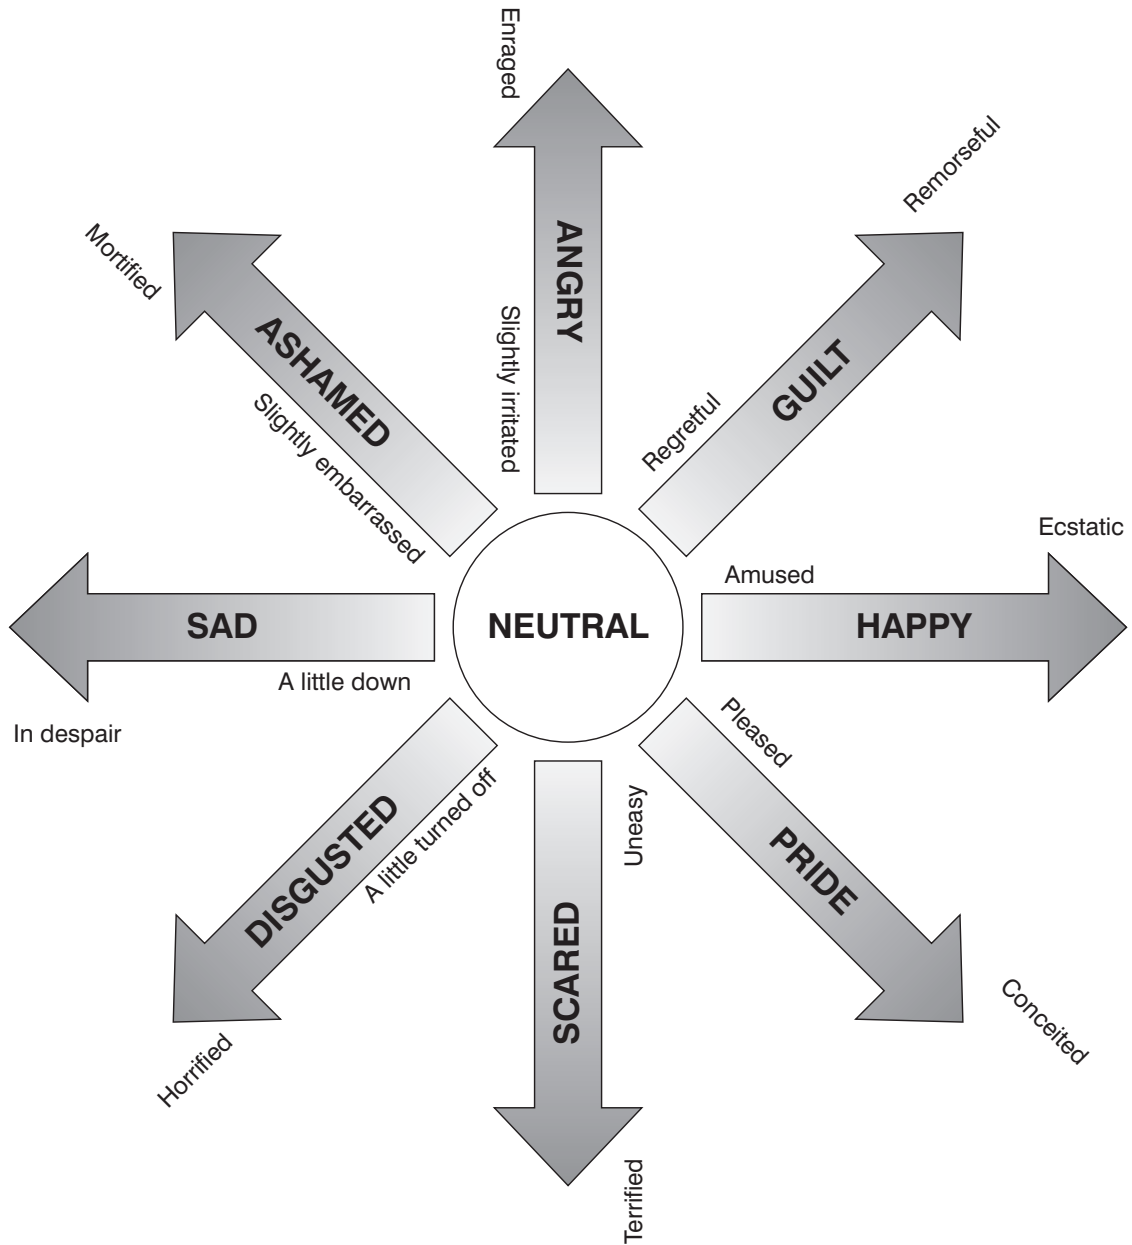 Enraged
ANGRY
Slightly irritated
Remorseful
GUILT
Regretful
Ecstatic
Amused
HAPPY
Pleased
PRIDE
Conceited
Uneasy
SCARED
Terrified
A little turned off
DISGUSTED
Horrified
SAD
A little down
In despair
Mortified
ASHAMED
Slightly embarrassed
NEUTRAL